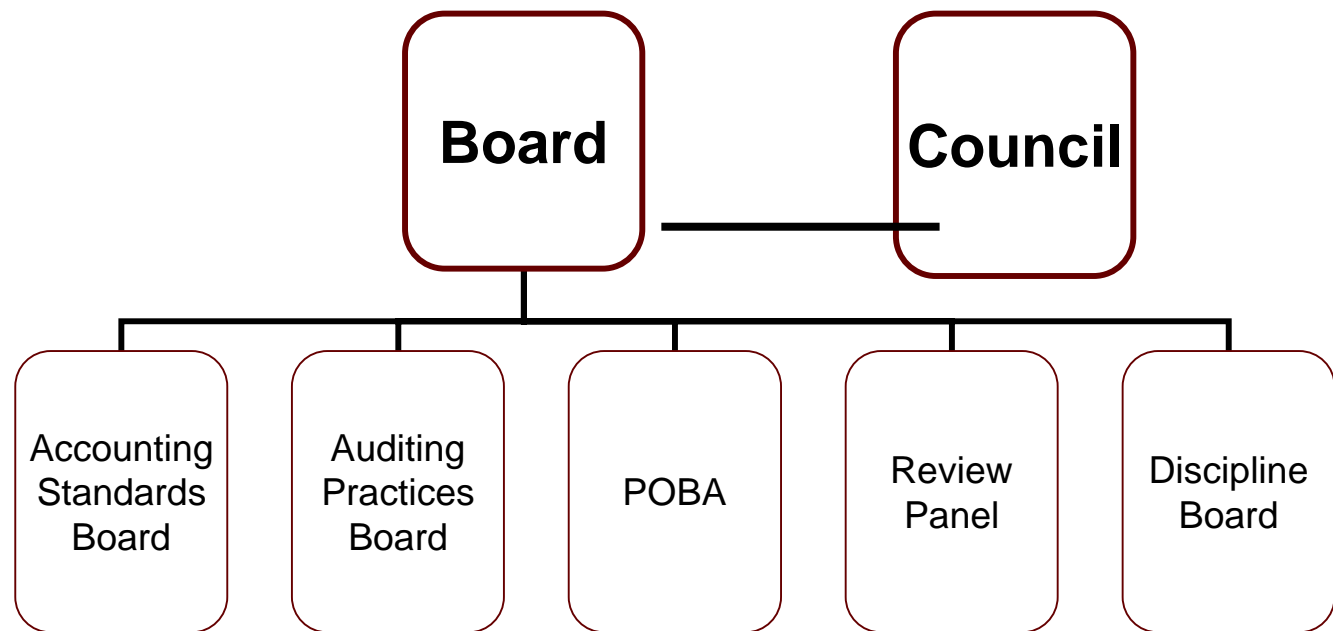 Board
Council
Accounting
Standards
Board
Auditing
Practices
Board
POBA
Review
Panel
Discipline
Board